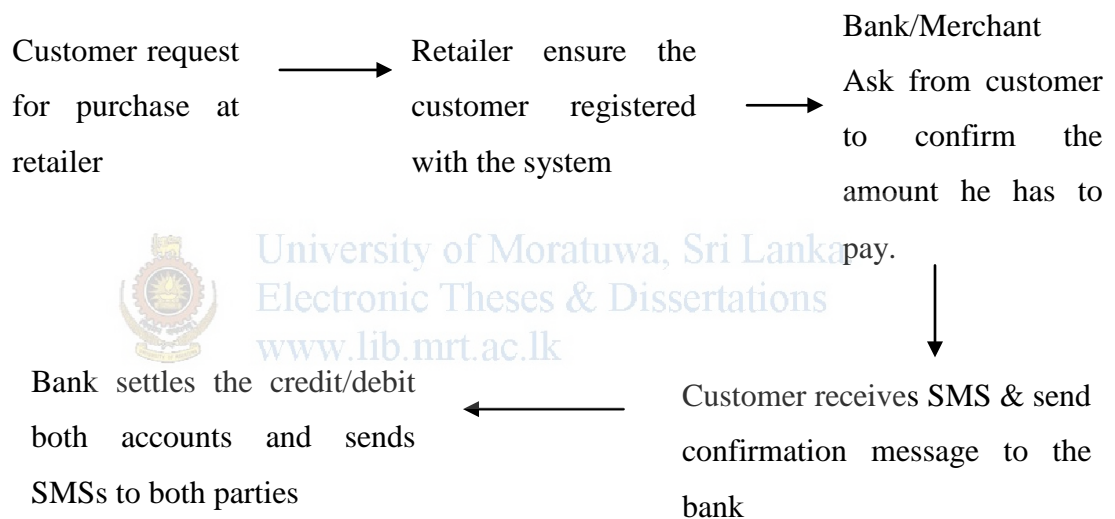 Customer request
for purchase at
retailer
Retailer ensure the
customer registered
with the system
Bank/Merchant
Ask from customer
to confirm the
amount he has to
pay.
University of Moratuwa, Sri Lanka
Electronic Theses & Dissertations
www.lib.mrt.ac.lk
Customer receives SMS & send
confirmation message to the
bank
Bank settles the credit/debit
both accounts and sends
SMSs to both parties